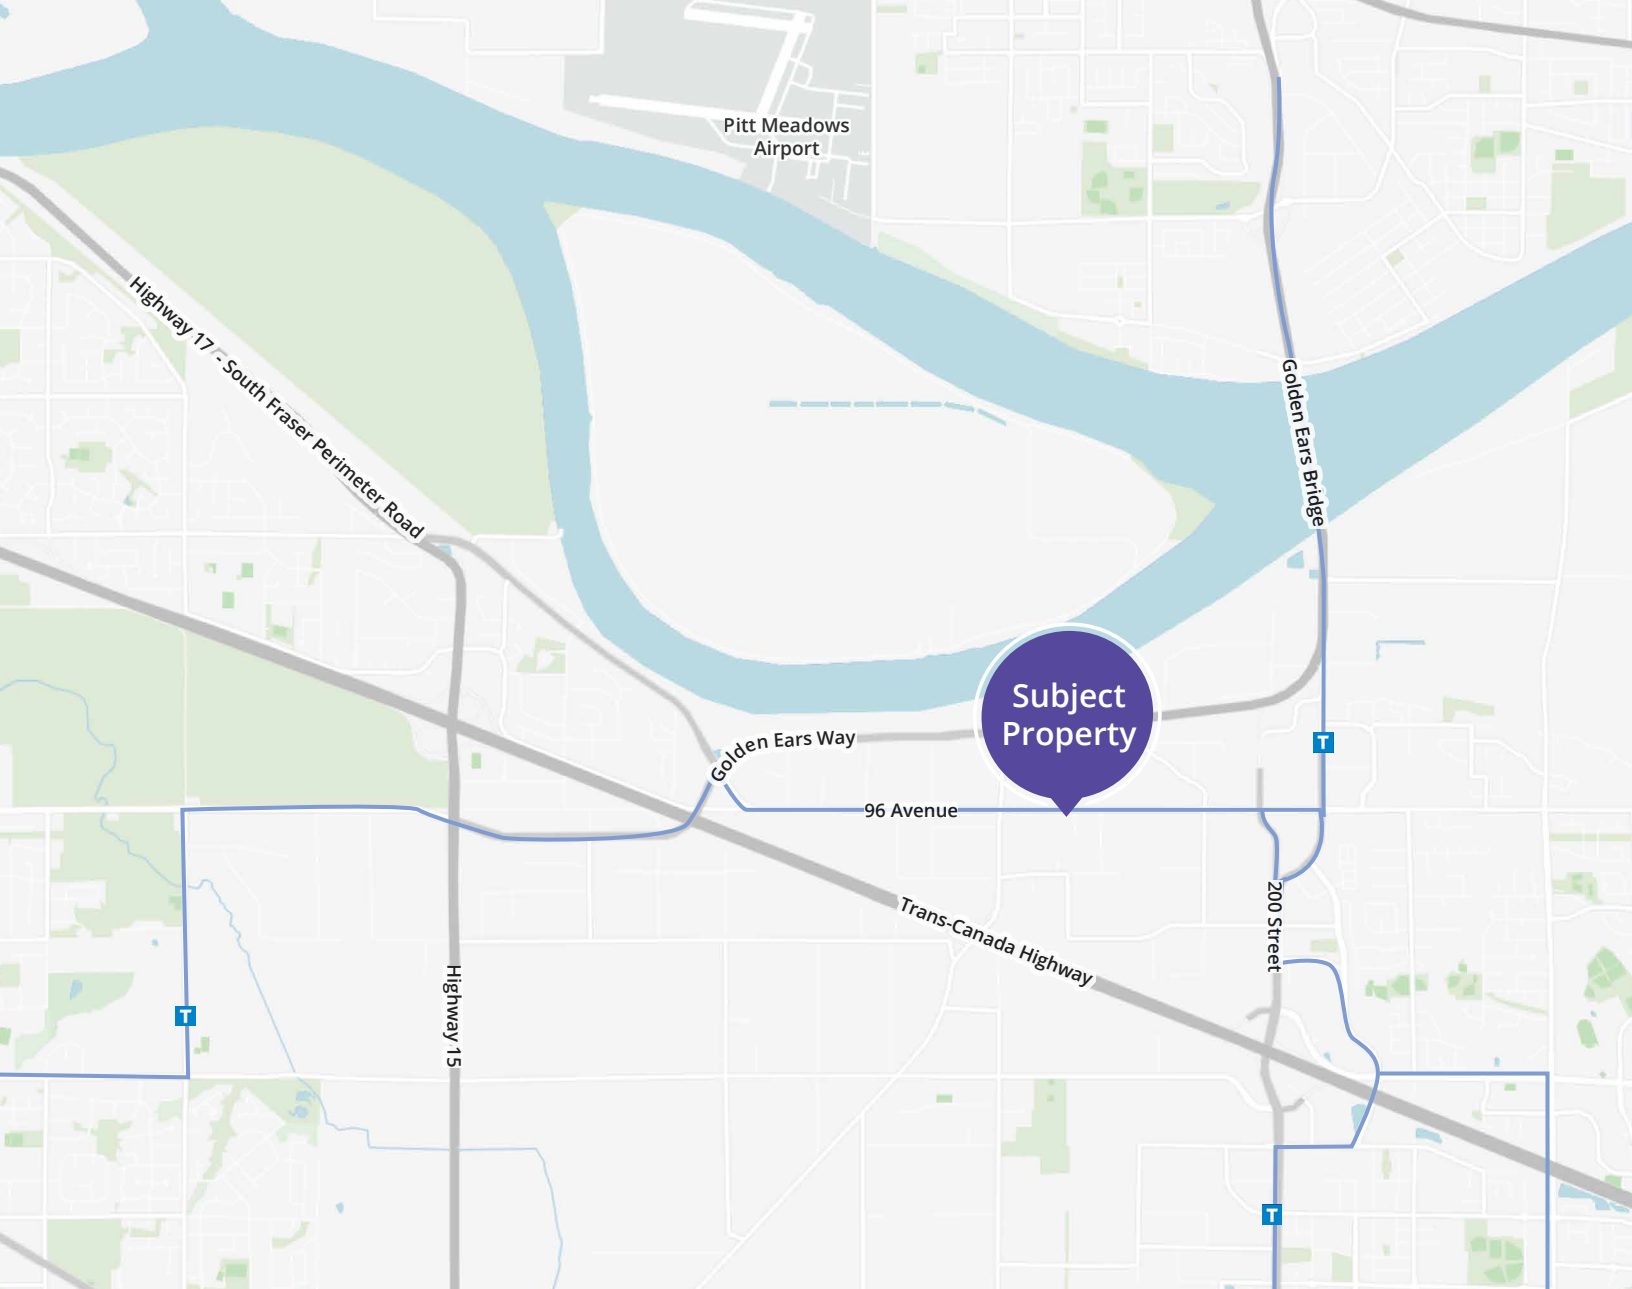 Pitt Meadows
Airport
Highway 17 - South Fraser Perimeter Road
Golden Ears Bridge
Subject
Property
Golden Ears Way
T
96 Avenue
200 Street
Trans-Canada Highway
Highway 15
T
T